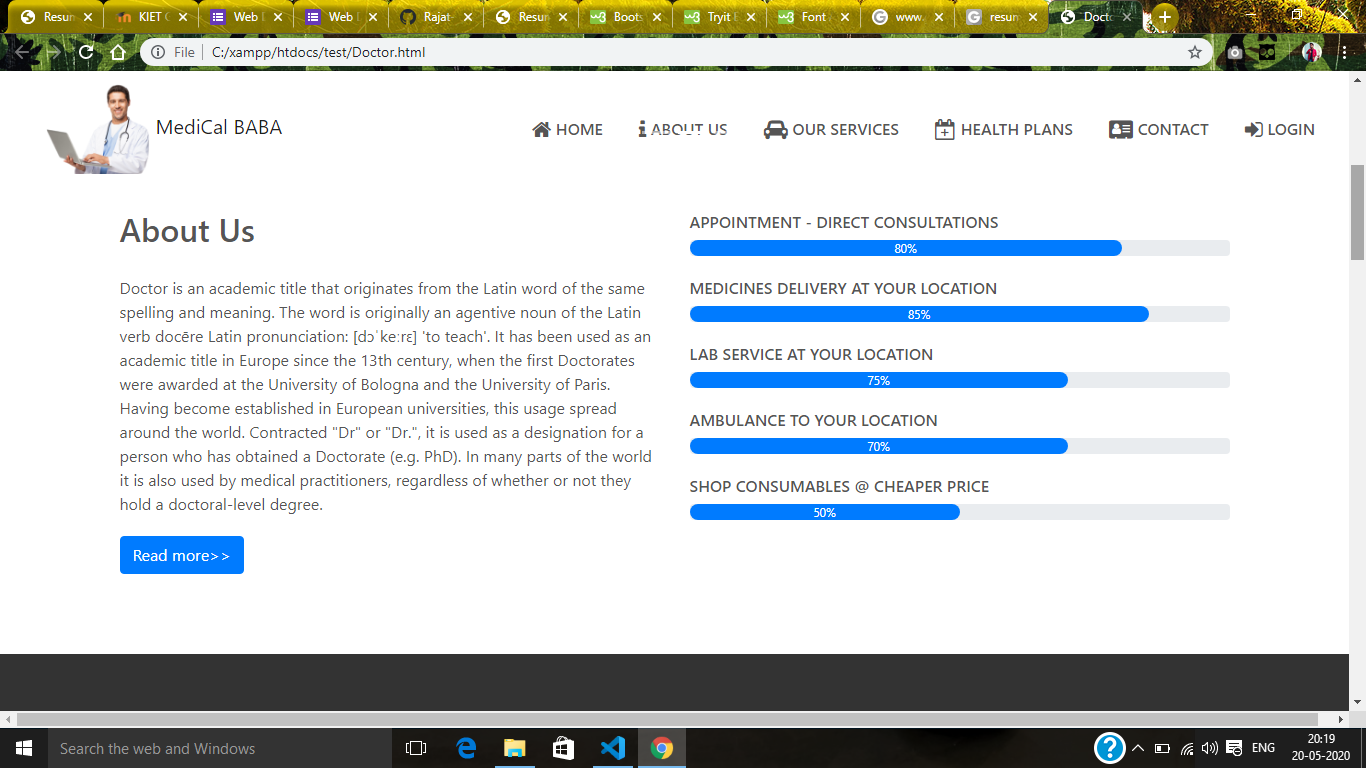 Resun
KIET C
Web I
Web I
Rajat
Resun
Boots
Tryit E
Font A
www.
resun
Docto
File
C:/xampp/htdocs/test/Doctor.html
MediCal BABA
HOME
ABOUT US
OUR SERVICES
HEALTH PLANS
CONTACT
LOGIN
About Us
Doctor is an academic title that originates from the Latin word of the same
spelling and meaning. The word is originally an agentive noun of the Latin
verb docēre Latin pronunciation: [dɔˈkeːrɛ] 'to teach'. It has been used as an
academic title in Europe since the 13th century, when the first Doctorates
were awarded at the University of Bologna and the University of Paris.
Having become established in European universities, this usage spread
around the world. Contracted "Dr" or "Dr.", it is used as a designation for a
person who has obtained a Doctorate (e.g. PhD). In many parts of the world
it is also used by medical practitioners, regardless of whether or not they
hold a doctoral-level degree.
Read more>>
APPOINTMENT - DIRECT CONSULTATIONS
80%
MEDICINES DELIVERY AT YOUR LOCATION
85%
LAB SERVICE AT YOUR LOCATION
75%
AMBULANCE TO YOUR LOCATION
70%
SHOP CONSUMABLES @ CHEAPER PRICE
50%
Search the web and Windows
ENG
20:19
20-05-2020